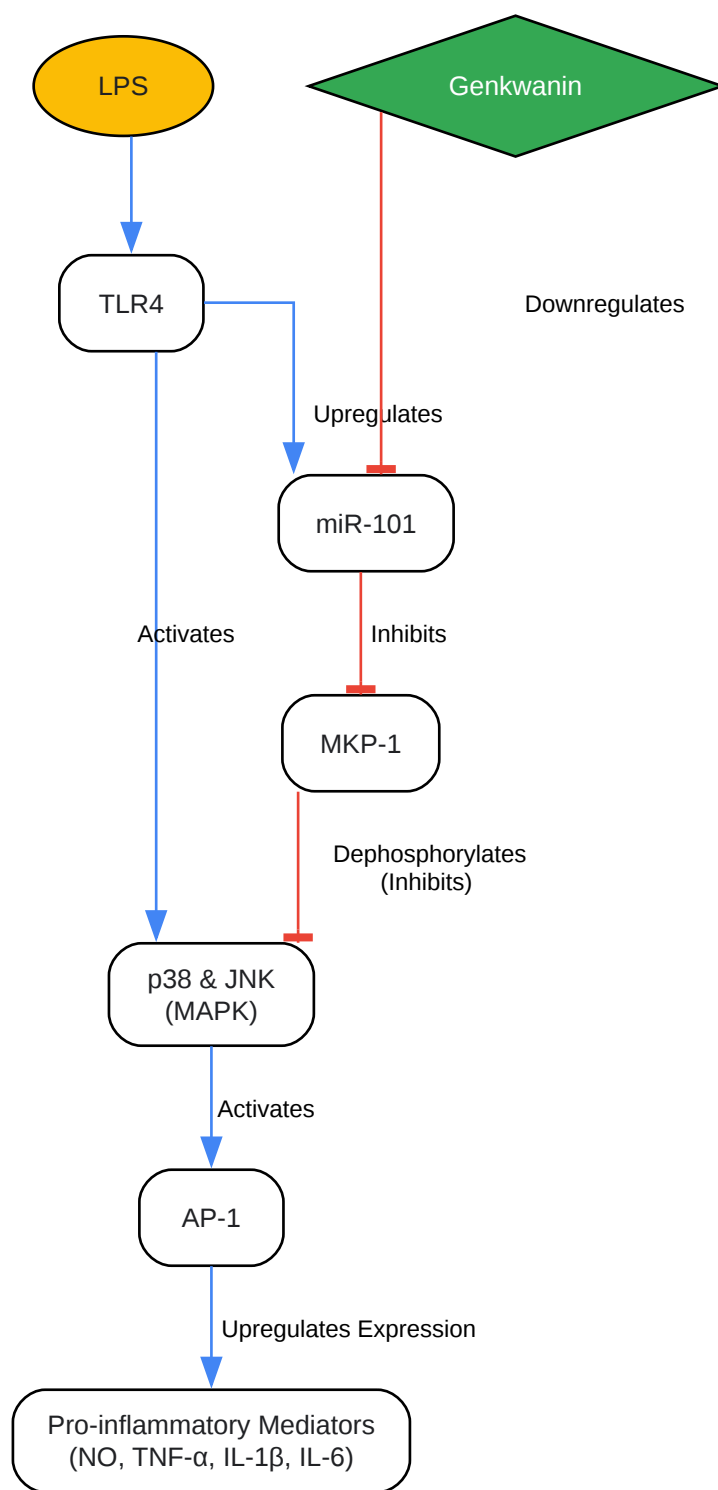 LPS
Genkwanin
TLR4
Downregulates
Upregulates
miR-101
Activates
Inhibits
MKP-1
Dephosphorylates
(Inhibits)
p38 & JNK
(MAPK)
Activates
AP-1
Upregulates Expression
Pro-inflammatory Mediators
(NO, TNF-α, IL-1β, IL-6)